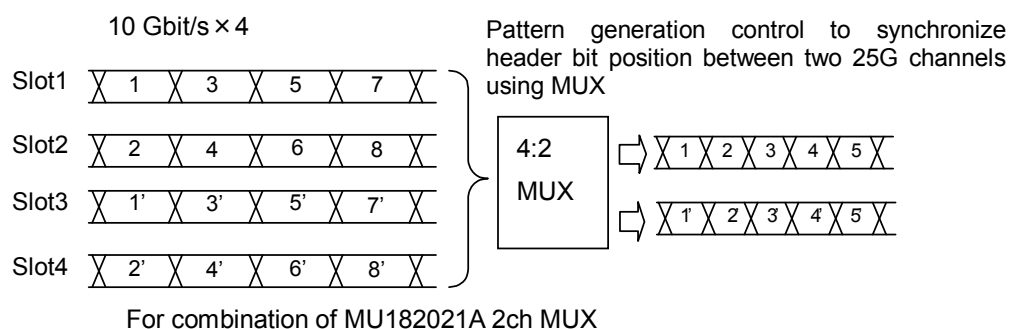 10 Gbit/s × 4
Pattern generation control to synchronize
header bit position between two 25G channels
using MUX
Slot1 1 3 5 7
Slot2 2 4 6 8
Slot3 1’ 3’ 5’ 7’
Slot4 2’ 4’ 6’ 8’
4:2
MUX
1 2 3 4 5
1’ 2’ 3’ 4’ 5’
For combination of MU182021A 2ch MUX